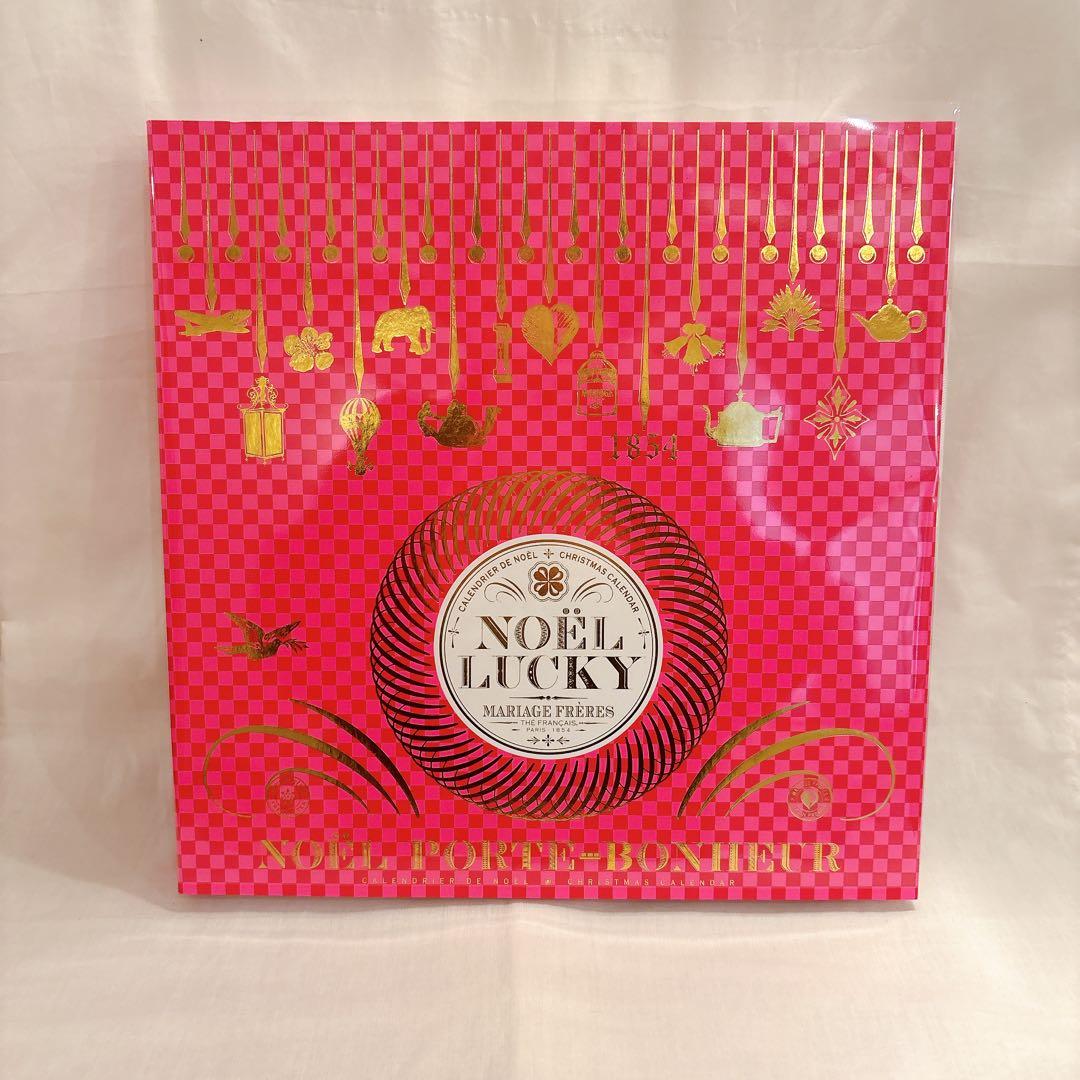 1854
CALENDRIER DE NOËL + CHRISTMAS CALENDAR
NOËL
LUCKY
MARIAGE FRÈRES
THÉ FRANÇAIS
PARIS 1854
NOËL PORTE-BONHEUR
CALENDRIER DE NOËL CHRISTMAS CALENDAR